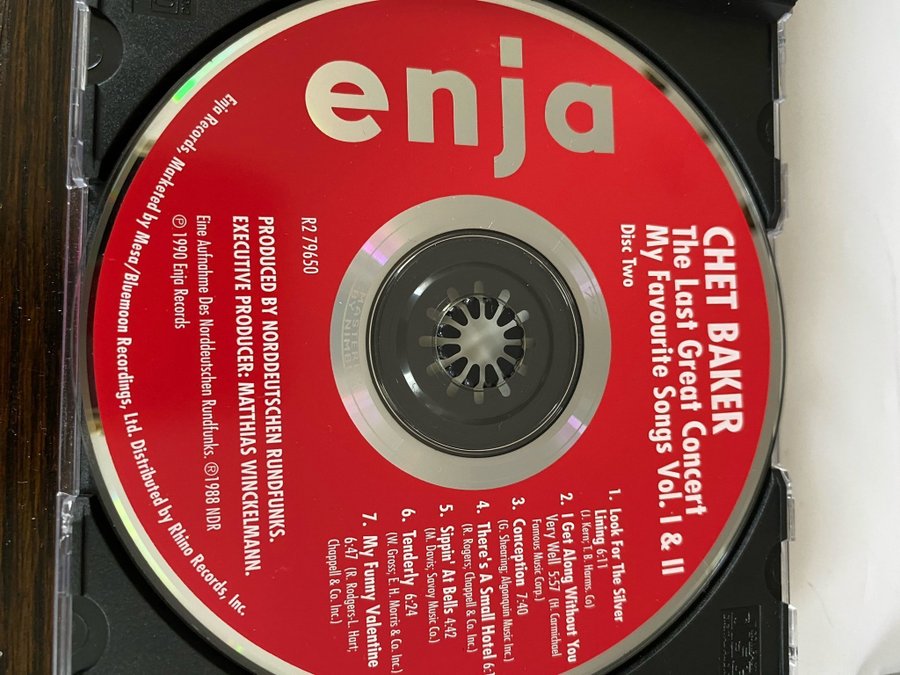 enja
CHET BAKER
The Last Great Concert
My Favourite Songs Vol. I & II
Disc Two
R2 79650
1. Look For The Silver
Lining 6:11
(J. Kern; T. B. Harms. Co)
2. I Get Along Without You
Very Well 5:57 (H. Carmichael
Famous Music Corp.)
3. Conception 7:40
(G. Shearing; Algonquin Music Inc.)
4. There's A Small Hotel
(R. Rogers; Chappell & Co. Inc.)
5. Sippin' At Bells 4:42
(M. Davis; Savoy Music Co.)
6. Tenderly 6:24
(W. Gross; E. H. Morris & Co. Inc.)
7. My Funny Valentine
6:47 (R. Rodgers-L. Hart;
Chappell & Co. Inc.)
PRODUCED BY NORDDEUTSCHEN RUNDFUNKS.
EXECUTIVE PRODUCER: MATTHIAS WINCKELMANN.
Eine Aufnahme Des Norddeutschen Rundfunks. ®1988 NDR
℗ 1990 Enja Records
Enja Records, Marketed by Mesa/Bluemoon Recordings, Ltd. Distributed by Rhino Records, Inc.